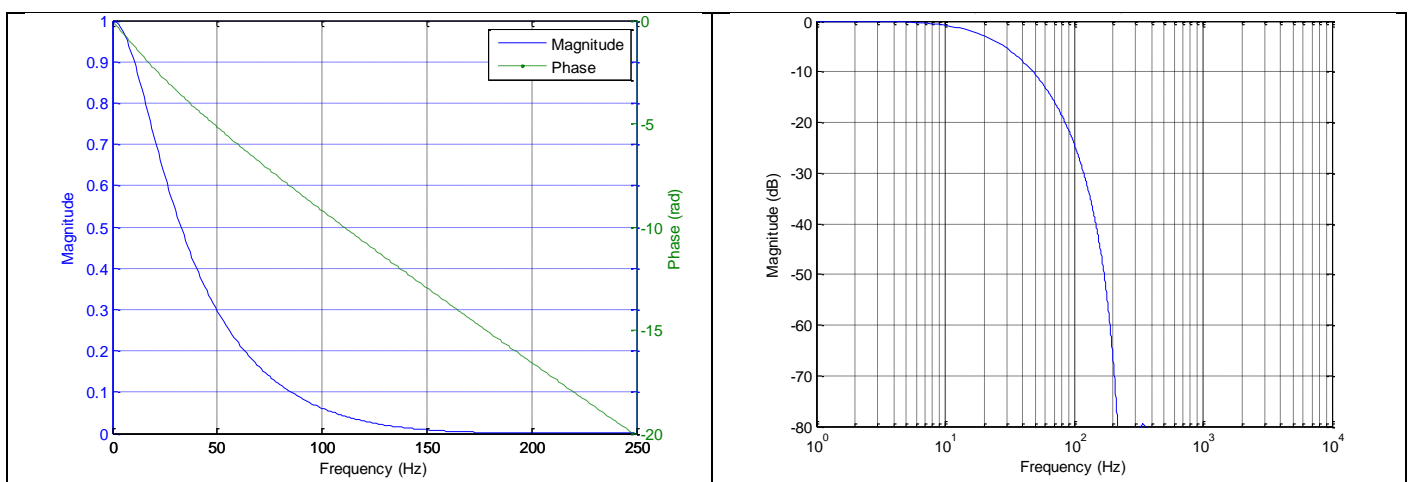 1
0.9
0.8
0.7
0.6
0.5
0.4
0.3
0.2
0.1
0
Magnitude
0 50 100 150 200 250
Frequency (Hz)
0
-5
-10
-15
-20
Phase (rad)
Magnitude
Phase
0
-10
-20
-30
-40
-50
-60
-70
-80
Magnitude (dB)
10^0 10^1 10^2 10^3 10^4
Frequency (Hz)